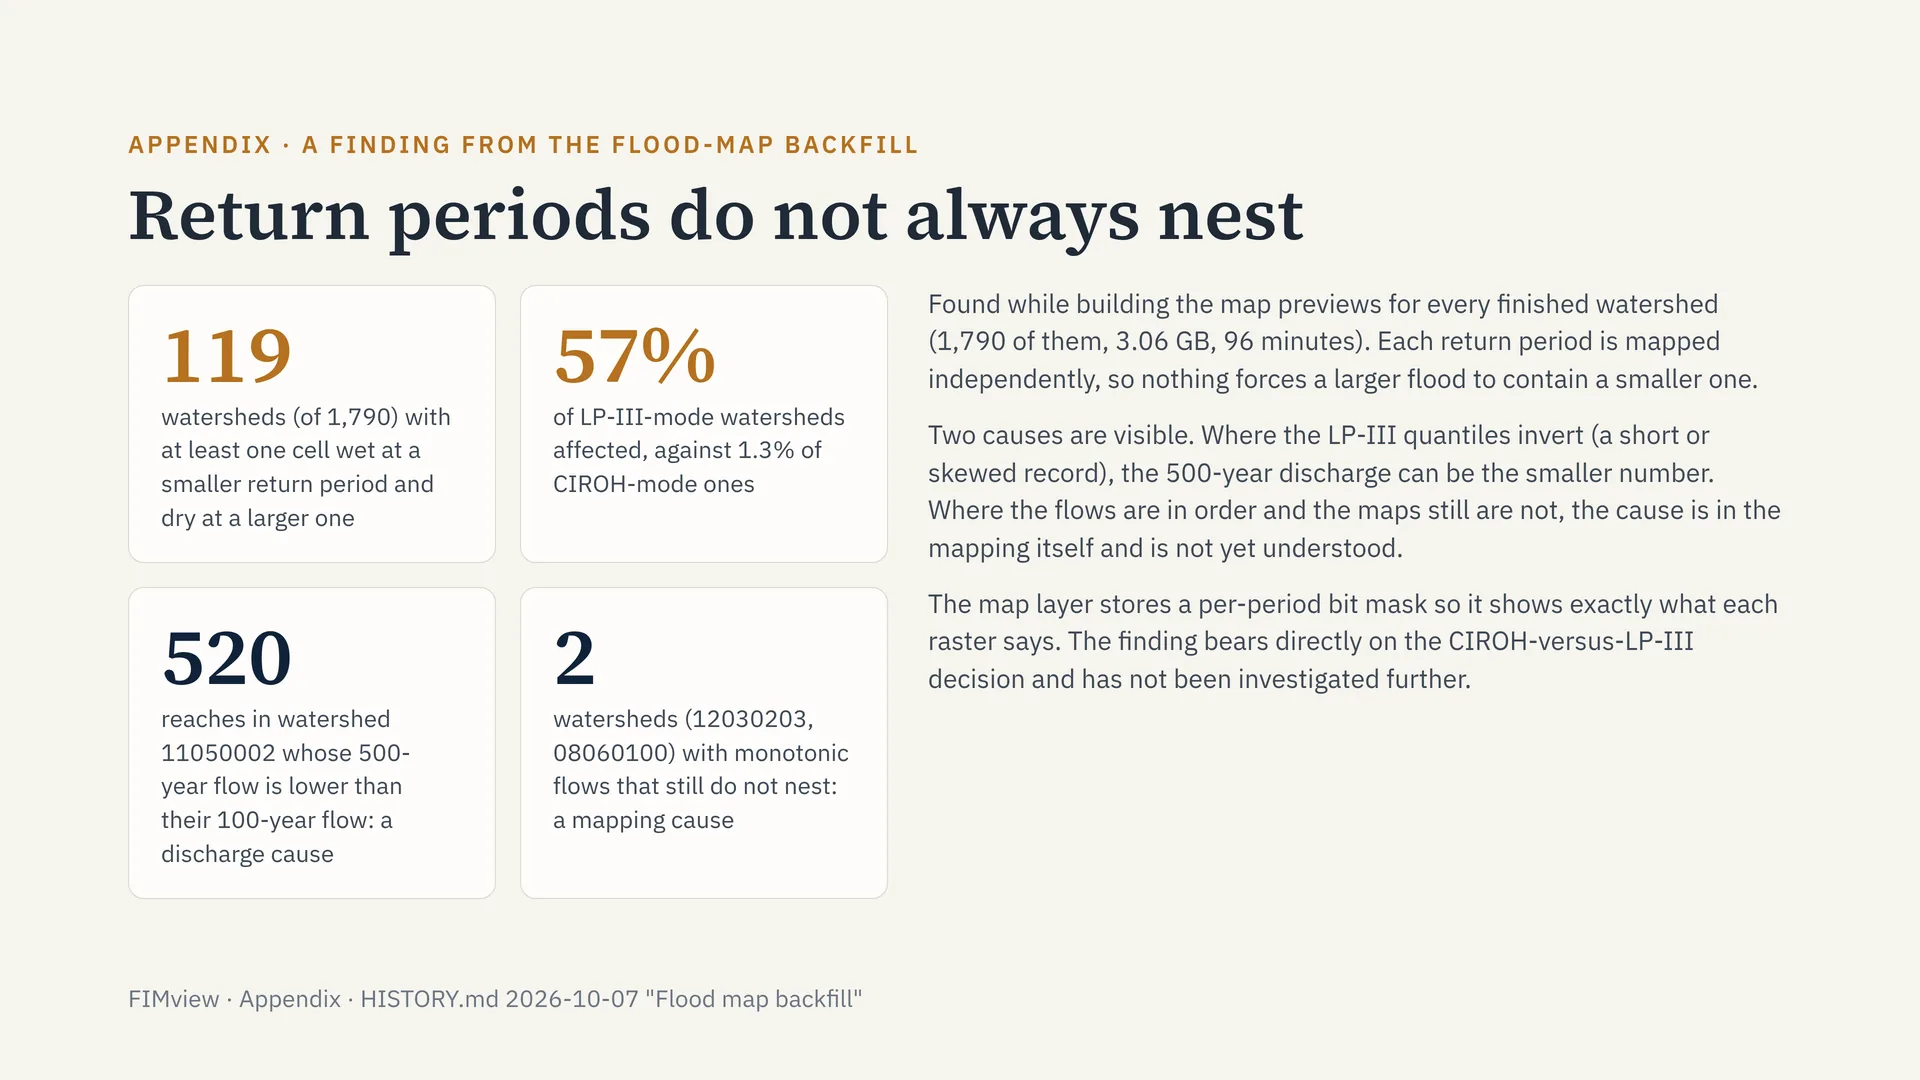 APPENDIX · A FINDING FROM THE FLOOD-MAP BACKFILL
Return periods do not always nest
119
watersheds (of 1,790) with
at least one cell wet at a
smaller return period and
dry at a larger one
57%
of LP-III-mode watersheds
affected, against 1.3% of
CIROH-mode ones
520
reaches in watershed
11050002 whose 500-
year flow is lower than
their 100-year flow: a
discharge cause
2
watersheds (12030203,
08060100) with monotonic
flows that still do not nest:
a mapping cause
Found while building the map previews for every finished watershed
(1,790 of them, 3.06 GB, 96 minutes). Each return period is mapped
independently, so nothing forces a larger flood to contain a smaller one.
Two causes are visible. Where the LP-III quantiles invert (a short or
skewed record), the 500-year discharge can be the smaller number.
Where the flows are in order and the maps still are not, the cause is in the
mapping itself and is not yet understood.
The map layer stores a per-period bit mask so it shows exactly what each
raster says. The finding bears directly on the CIROH-versus-LP-III
decision and has not been investigated further.
FIMview · Appendix · HISTORY.md 2026-10-07 "Flood map backfill"